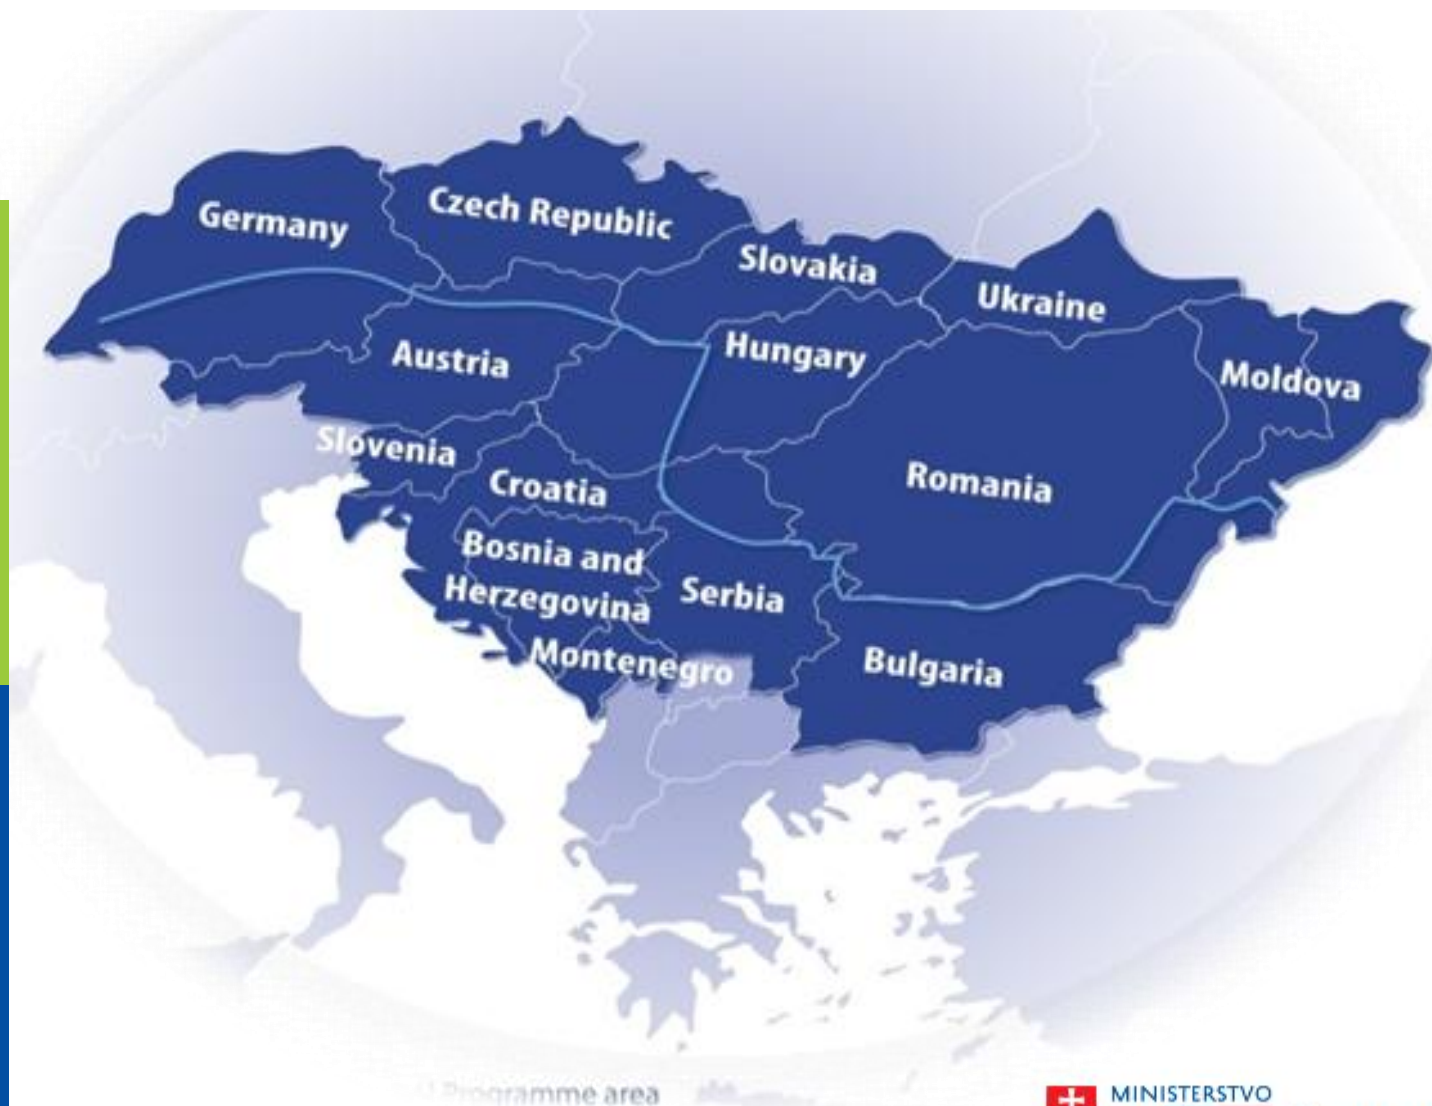 Germany
Czech Republic
Slovakia
Ukraine
Austria
Hungary
Moldova
Slovenia
Croatia
Romania
Bosnia and
Herzegovina
Serbia
Montenegro
Bulgaria
Programme area
MINISTERSTVO